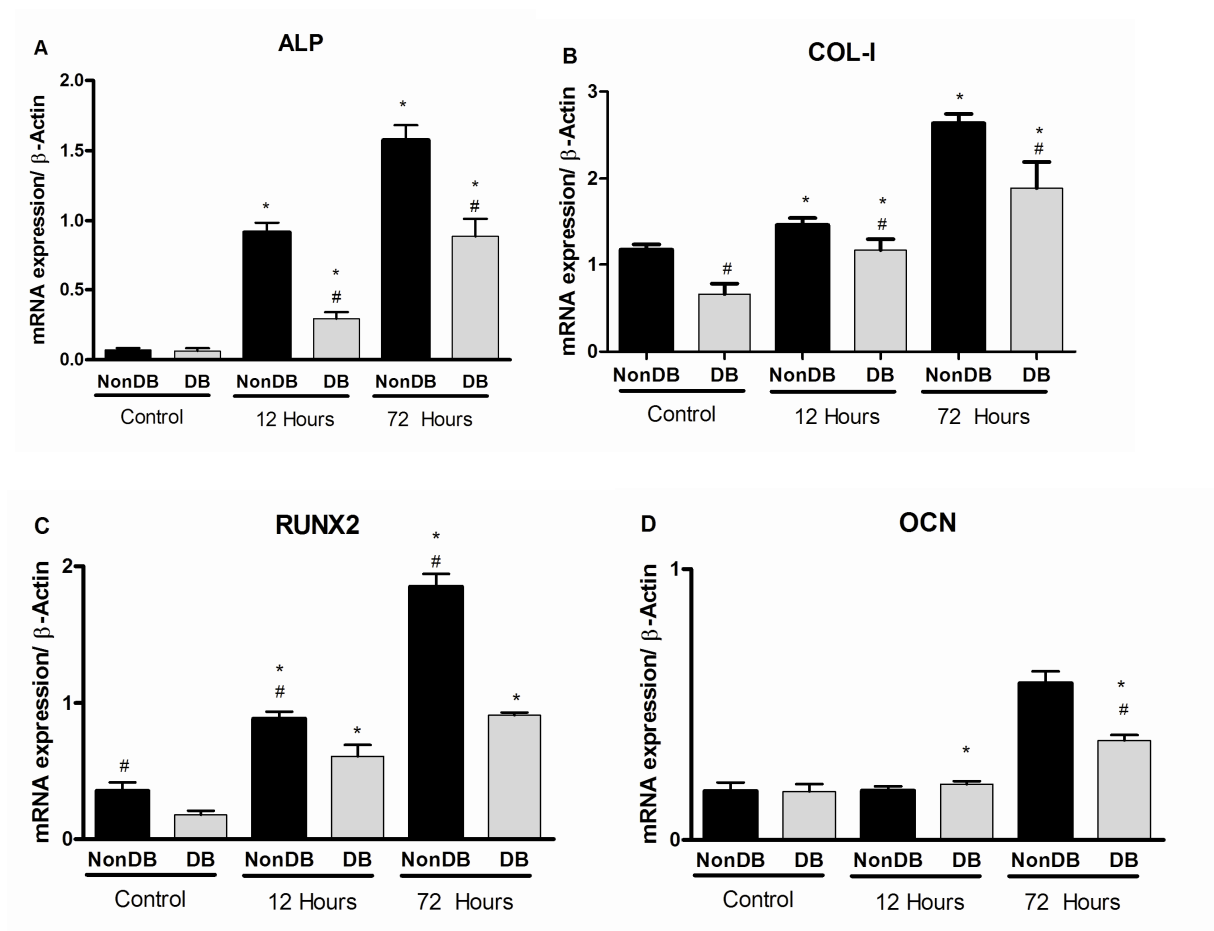 A
ALP
mRNA expression/ β-Actin
2.0
1.5
1.0
0.5
0.0
*
*
#
*
*
#
NonDB DB NonDB DB NonDB DB
Control 12 Hours 72 Hours
B
COL-I
mRNA expression/ β-Actin
3
2
1
0
#
*
*
#
*
*
#
NonDB DB NonDB DB NonDB DB
Control 12 Hours 72 Hours
C
RUNX2
mRNA expression/ β-Actin
2
1
0
#
*
#
*
*
#
*
NonDB DB NonDB DB NonDB DB
Control 12 Hours 72 Hours
D
OCN
mRNA expression/ β-Actin
1
0
*
*
#
NonDB DB NonDB DB NonDB DB
Control 12 Hours 72 Hours